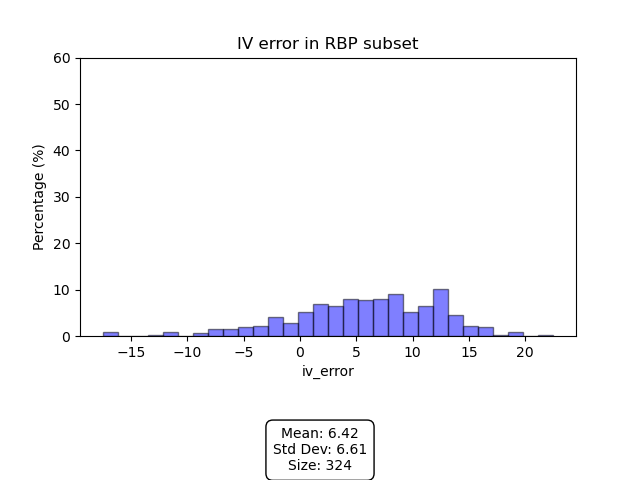 IV error in RBP subset
60
50
40
30
20
10
0
Percentage (%)
−15
−10
−5
0
5
10
15
20
iv_error
Mean: 6.42
Std Dev: 6.61
Size: 324